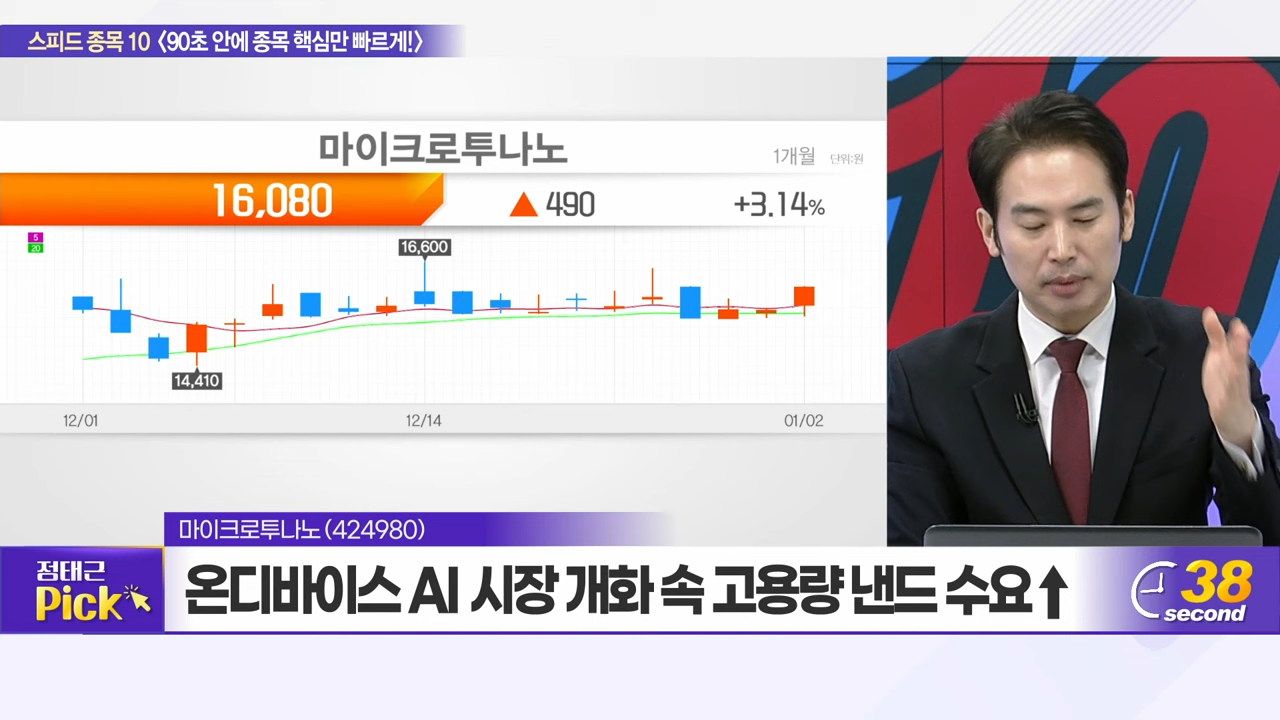 스피드 종목 10 〈90초 안에 종목 핵심만 빠르게!〉
마이크로투나노
1개월 단위:원
16,080 ▲ 490 +3.14%
5
20
16,600
14,410
12/01 12/14 01/02
마이크로투나노 (424980)
정태근
Pick
온디바이스 AI 시장 개화 속 고용량 낸드 수요↑
38
second